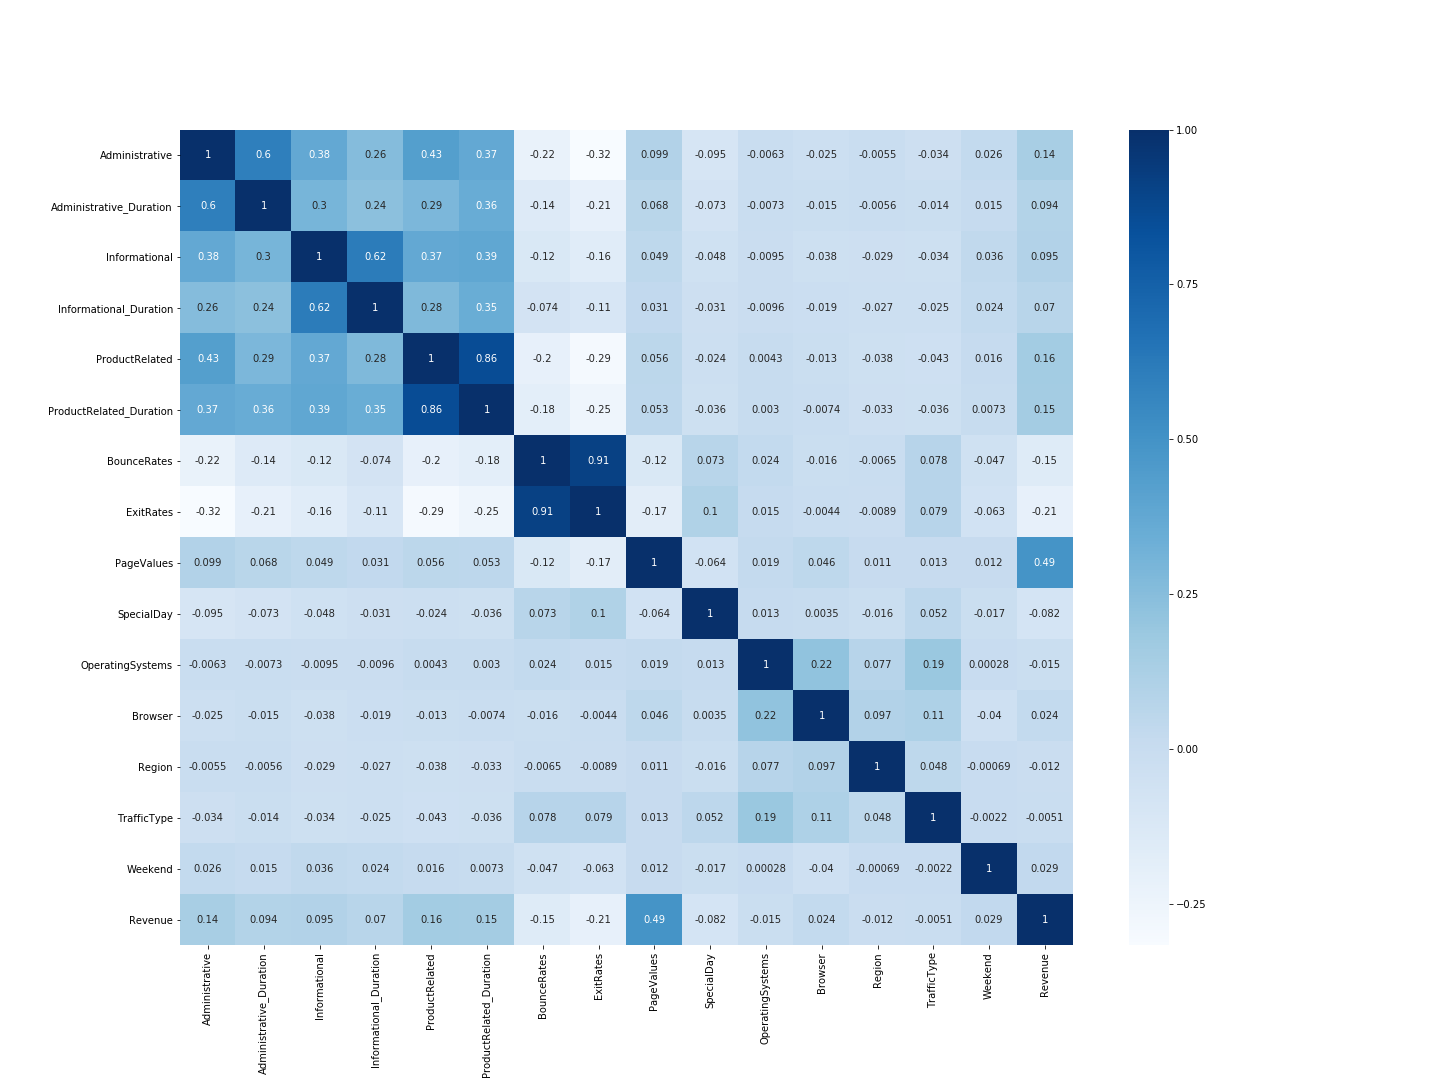 1.00
Administrative 1 0.6 0.38 0.26 0.43 0.37 -0.22 -0.32 0.099 -0.095 -0.0063 -0.025 -0.0055 -0.034 0.026 0.14
Administrative_Duration 0.6 1 0.3 0.24 0.29 0.36 -0.14 -0.21 0.068 -0.073 -0.0073 -0.015 -0.0056 -0.014 0.015 0.094
Informational 0.38 0.3 1 0.62 0.37 0.39 -0.12 -0.16 0.049 -0.048 -0.0095 -0.038 -0.029 -0.034 0.036 0.095
0.75
Informational_Duration 0.26 0.24 0.62 1 0.28 0.35 -0.074 -0.11 0.031 -0.031 -0.0096 -0.019 -0.027 -0.025 0.024 0.07
ProductRelated 0.43 0.29 0.37 0.28 1 0.86 -0.2 -0.29 0.056 -0.024 0.0043 -0.013 -0.038 -0.043 0.016 0.16
ProductRelated_Duration 0.37 0.36 0.39 0.35 0.86 1 -0.18 -0.25 0.053 -0.036 0.003 -0.0074 -0.033 -0.036 0.0073 0.15
0.50
BounceRates -0.22 -0.14 -0.12 -0.074 -0.2 -0.18 1 0.91 -0.12 0.073 0.024 -0.016 -0.0065 0.078 -0.047 -0.15
ExitRates -0.32 -0.21 -0.16 -0.11 -0.29 -0.25 0.91 1 -0.17 0.1 0.015 -0.0044 -0.0089 0.079 -0.063 -0.21
PageValues 0.099 0.068 0.049 0.031 0.056 0.053 -0.12 -0.17 1 -0.064 0.019 0.046 0.011 0.013 0.012 0.49
0.25
SpecialDay -0.095 -0.073 -0.048 -0.031 -0.024 -0.036 0.073 0.1 -0.064 1 0.013 0.0035 -0.016 0.052 -0.017 -0.082
OperatingSystems -0.0063 -0.0073 -0.0095 -0.0096 0.0043 0.003 0.024 0.015 0.019 0.013 1 0.22 0.077 0.19 0.00028 -0.015
Browser -0.025 -0.015 -0.038 -0.019 -0.013 -0.0074 -0.016 -0.0044 0.046 0.0035 0.22 1 0.097 0.11 -0.04 0.024
0.00
Region -0.0055 -0.0056 -0.029 -0.027 -0.038 -0.033 -0.0065 -0.0089 0.011 -0.016 0.077 0.097 1 0.048 -0.00069 -0.012
TrafficType -0.034 -0.014 -0.034 -0.025 -0.043 -0.036 0.078 0.079 0.013 0.052 0.19 0.11 0.048 1 -0.0022 -0.0051
Weekend 0.026 0.015 0.036 0.024 0.016 0.0073 -0.047 -0.063 0.012 -0.017 0.00028 -0.04 -0.00069 -0.0022 1 0.029
−0.25
Revenue 0.14 0.094 0.095 0.07 0.16 0.15 -0.15 -0.21 0.49 -0.082 -0.015 0.024 -0.012 -0.0051 0.029 1
Administrative
Administrative_Duration
Informational
Informational_Duration
ProductRelated
ProductRelated_Duration
BounceRates
ExitRates
PageValues
SpecialDay
OperatingSystems
Browser
Region
TrafficType
Weekend
Revenue